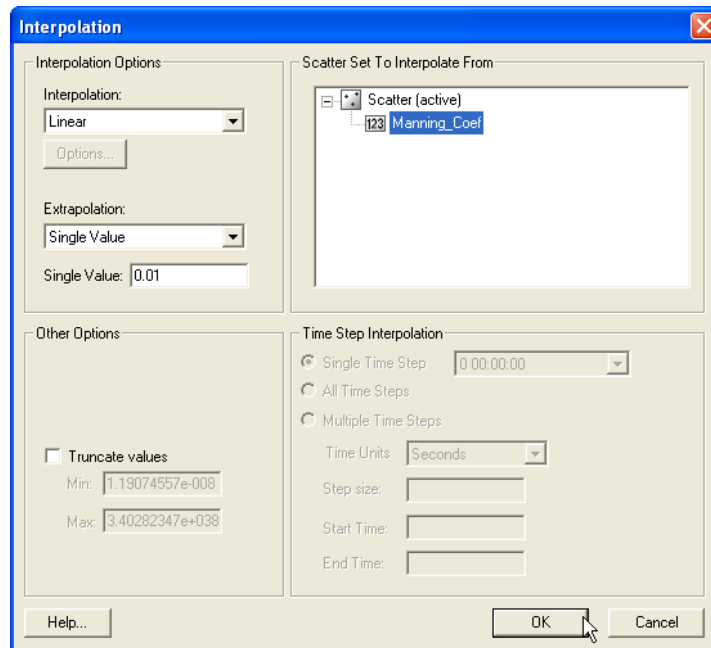 Interpolation
Interpolation Options
Interpolation:
Linear
Options...
Extrapolation:
Single Value
Single Value: 0.01
Scatter Set To Interpolate From
Scatter (active)
123 Manning_Coef
Other Options
Truncate values
Min: 1.19074557e-008
Max: 3.40282347e+038
Time Step Interpolation
Single Time Step 0 00:00:00
All Time Steps
Multiple Time Steps
Time Units Seconds
Step size:
Start Time:
End Time:
Help...
OK
Cancel